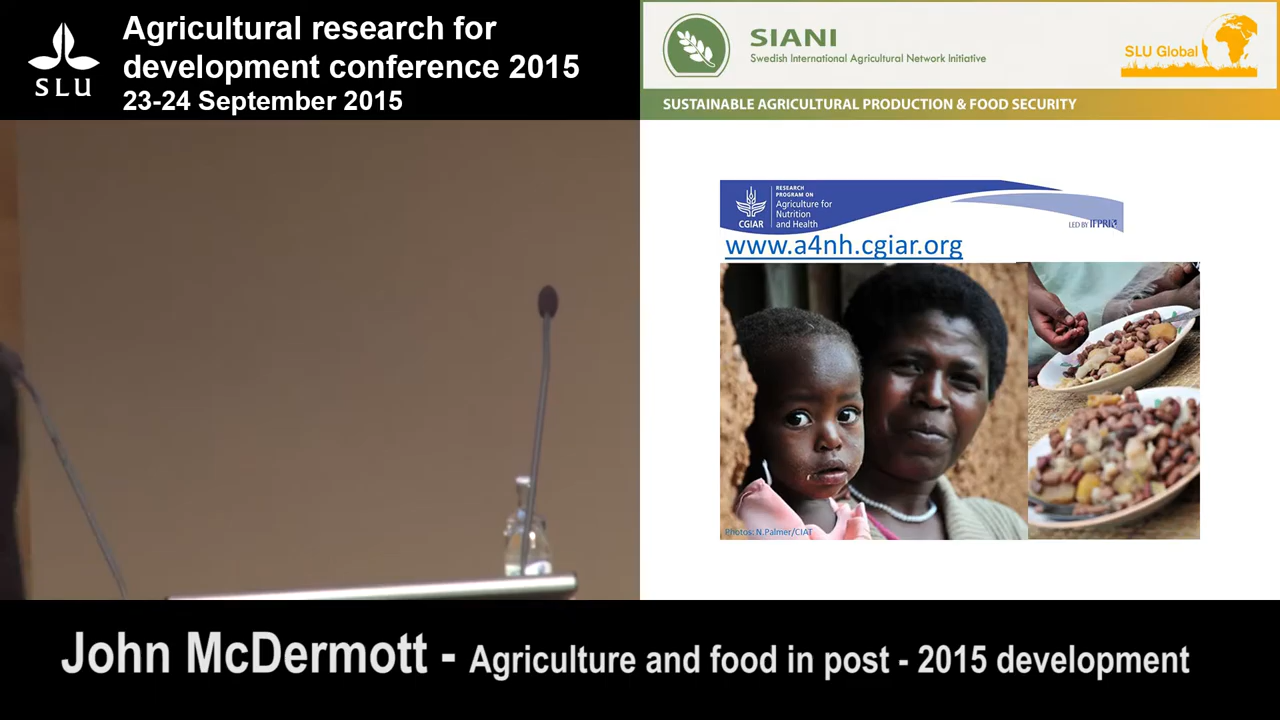 SLU
Agricultural research for
development conference 2015
23-24 September 2015
SIANI
Swedish International Agricultural Network Initiative
SLU Global
SUSTAINABLE AGRICULTURAL PRODUCTION & FOOD SECURITY
CGIAR
RESEARCH
PROGRAM ON
Agriculture for
Nutrition
and Health
LED BY IFPRI
www.a4nh.cgiar.org
Photos: N.Palmer/CIAT
John McDermott - Agriculture and food in post - 2015 development